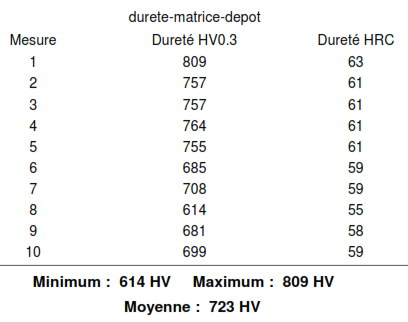 durete-matrice-depot
Mesure Dureté HV0.3 Dureté HRC
1 809 63
2 757 61
3 757 61
4 764 61
5 755 61
6 685 59
7 708 59
8 614 55
9 681 58
10 699 59
Minimum : 614 HV Maximum : 809 HV
Moyenne : 723 HV